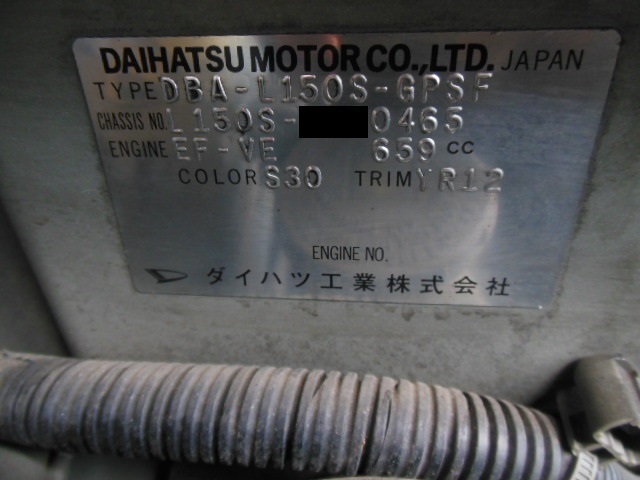 DAIHATSU MOTOR CO.,LTD. JAPAN
TYPE DBA-L150S-GPSF
CHASSIS NO. L150S- 0465
ENGINE EF-VE 659 CC
COLOR S30 TRIM YR12
ENGINE NO.
ダイハツ工業株式会社